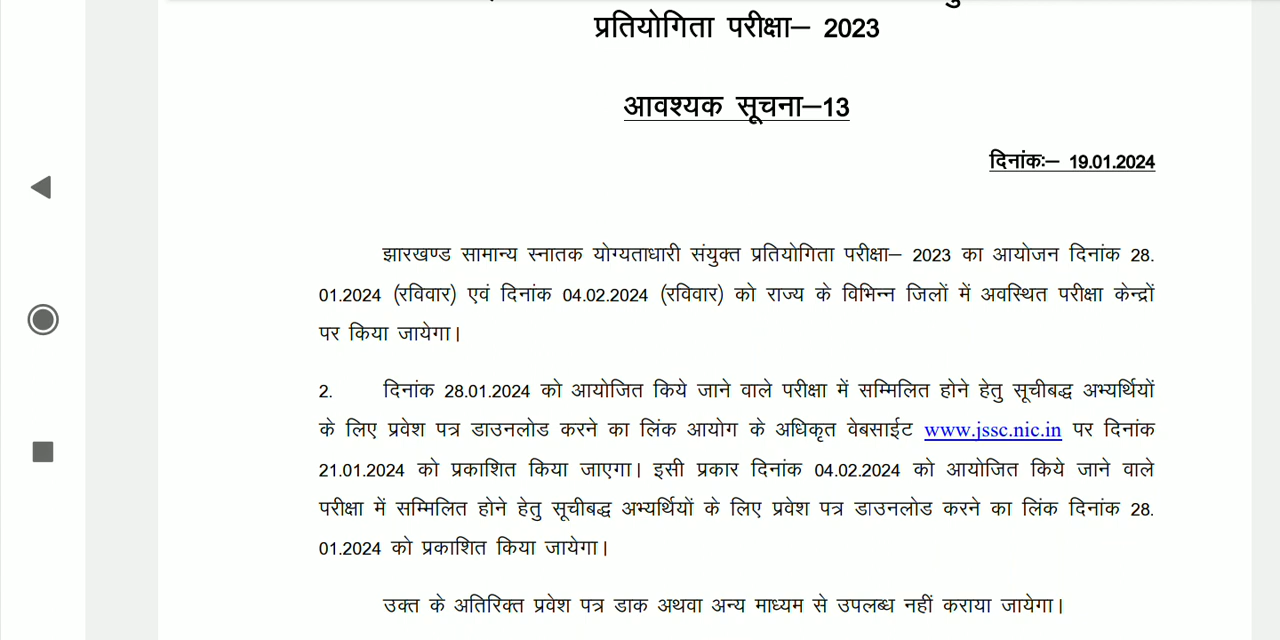 प्रतियोगिता परीक्षा– 2023
आवश्यक सूचना–13
दिनांकः– 19.01.2024
झारखण्ड सामान्य स्नातक योग्यताधारी संयुक्त प्रतियोगिता परीक्षा– 2023 का आयोजन दिनांक 28.
01.2024 (रविवार) एवं दिनांक 04.02.2024 (रविवार) को राज्य के विभिन्न जिलों में अवस्थित परीक्षा केन्द्रों
पर किया जायेगा।
2. दिनांक 28.01.2024 को आयोजित किये जाने वाले परीक्षा में सम्मिलित होने हेतु सूचीबद्ध अभ्यर्थियों
के लिए प्रवेश पत्र डाउनलोड करने का लिंक आयोग के अधिकृत वेबसाईट www.jssc.nic.in पर दिनांक
21.01.2024 को प्रकाशित किया जाएगा। इसी प्रकार दिनांक 04.02.2024 को आयोजित किये जाने वाले
परीक्षा में सम्मिलित होने हेतु सूचीबद्ध अभ्यर्थियों के लिए प्रवेश पत्र डाउनलोड करने का लिंक दिनांक 28.
01.2024 को प्रकाशित किया जायेगा।
उक्त के अतिरिक्त प्रवेश पत्र डाक अथवा अन्य माध्यम से उपलब्ध नहीं कराया जायेगा।